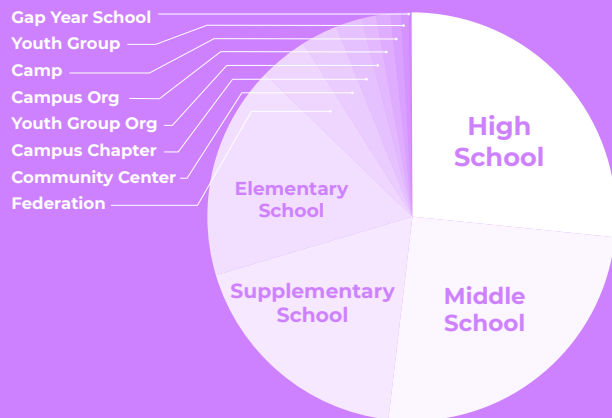 Gap Year School
Youth Group
Camp
Campus Org
Youth Group Org
Campus Chapter
Community Center
Federation
High
School
Elementary
School
Supplementary
School
Middle
School